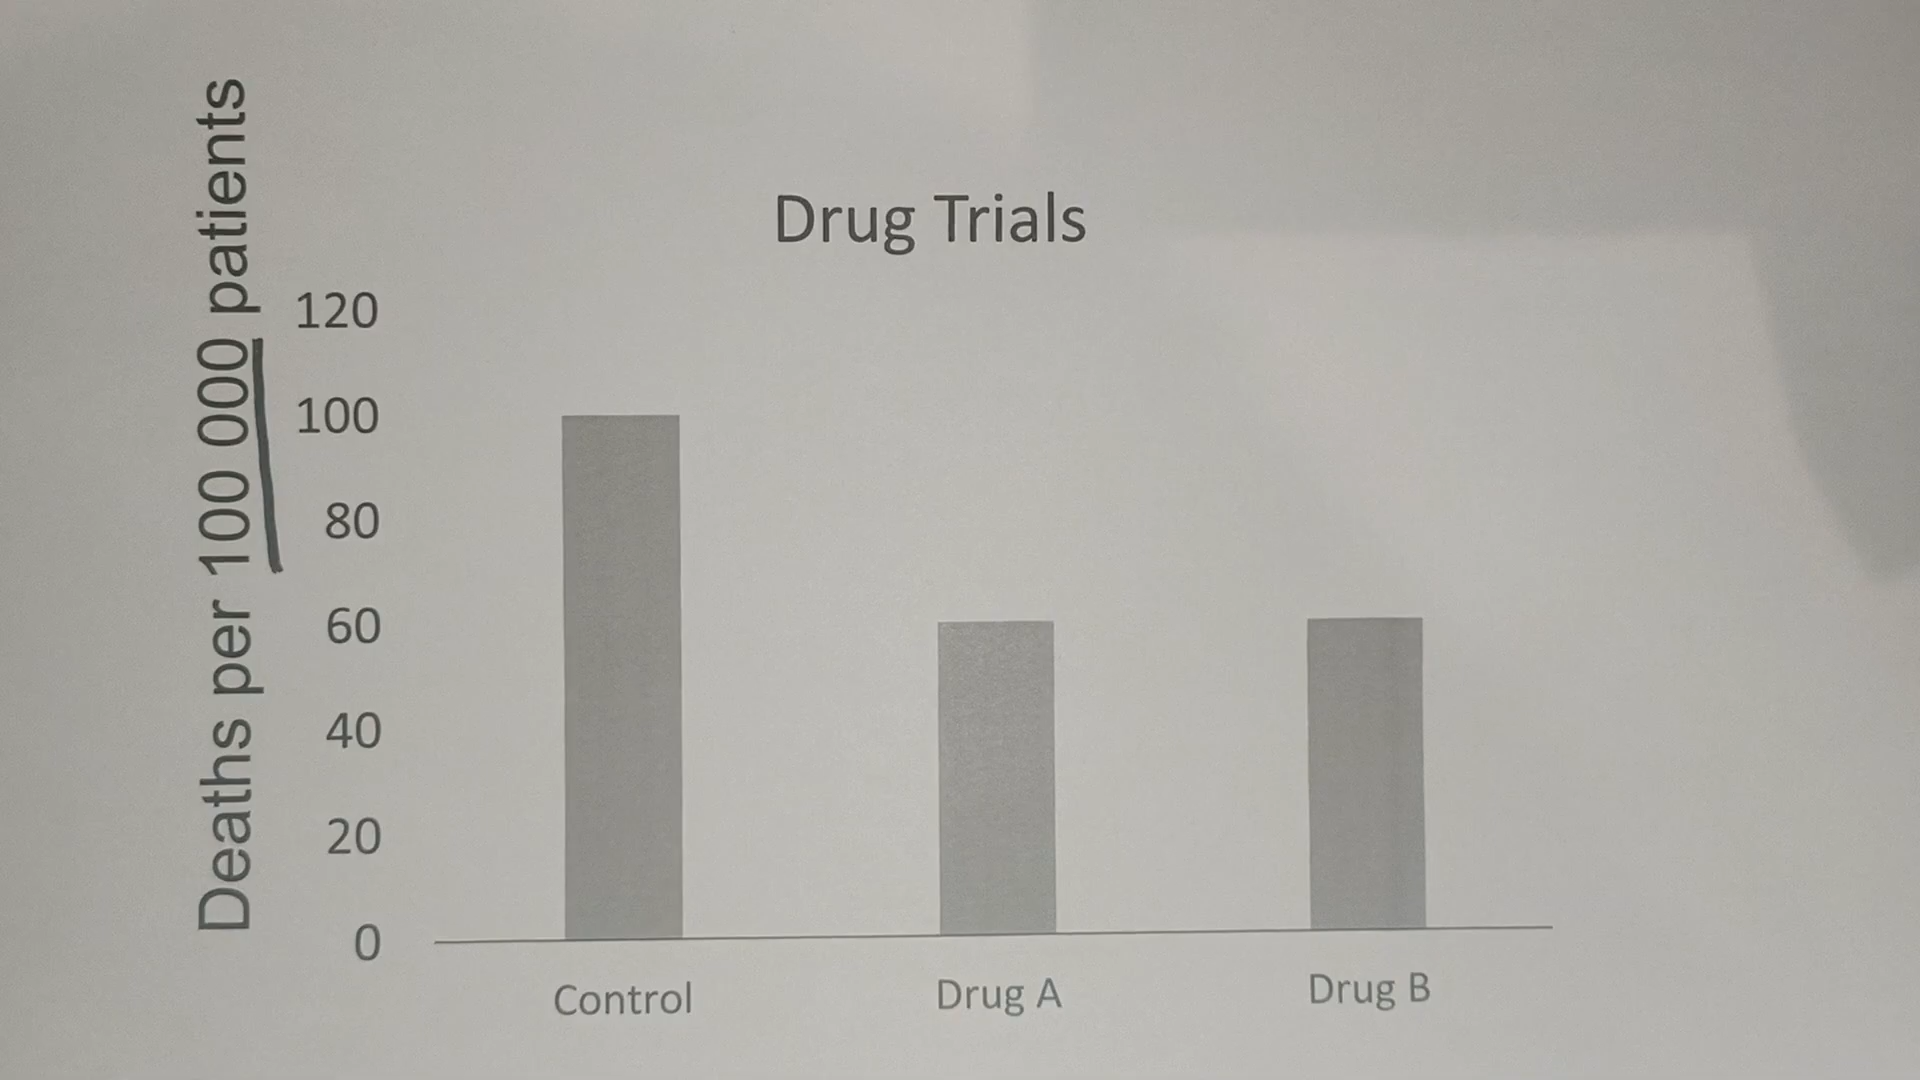 Drug Trials
Deaths per 100 000 patients
120
100
80
60
40
20
0
Control
Drug A
Drug B